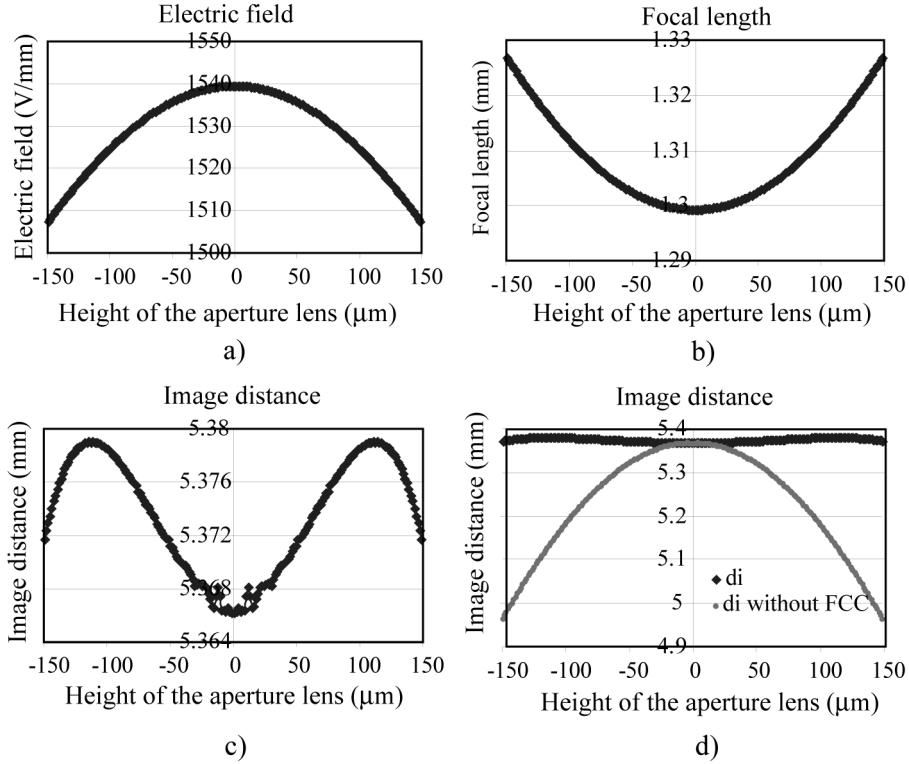 Electric field
Electric field (V/mm)
1550
1540
1530
1520
1510
1500
-150 -100 -50 0 50 100 150
Height of the aperture lens (µm)
a)
Focal length
Focal length (mm)
1.33
1.32
1.31
1.3
1.29
-150 -100 -50 0 50 100 150
Height of the aperture lens (µm)
b)
Image distance
Image distance (mm)
5.38
5.376
5.372
5.368
5.364
-150 -100 -50 0 50 100 150
Height of the aperture lens (µm)
c)
Image distance
Image distance (mm)
5.4
5.3
5.2
5.1
5
4.9
di
di without FCC
-150 -100 -50 0 50 100 150
Height of the aperture lens (µm)
d)